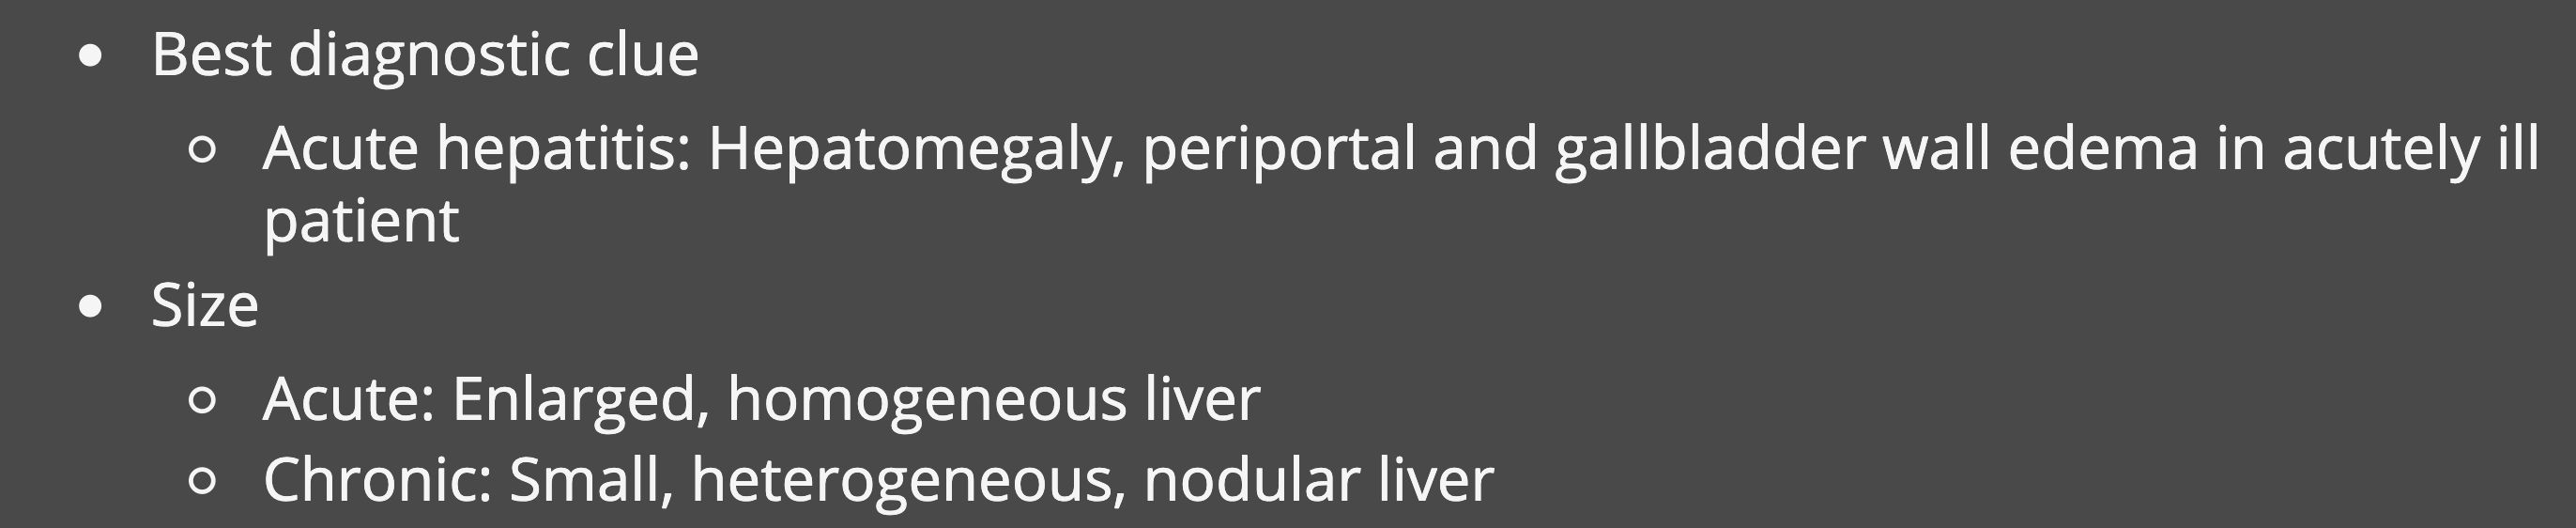 Best diagnostic clue
Acute hepatitis: Hepatomegaly, periportal and gallbladder wall edema in acutely ill
patient
Size
Acute: Enlarged, homogeneous liver
Chronic: Small, heterogeneous, nodular liver